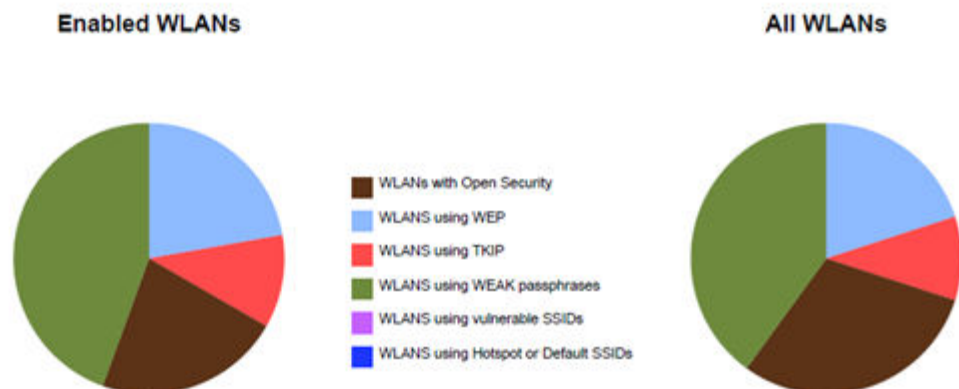 Enabled WLANs
All WLANs
WLANs with Open Security
WLANS using WEP
WLANS using TKIP
WLANS using WEAK passphrases
WLANS using vulnerable SSIDs
WLANS using Hotspot or Default SSIDs